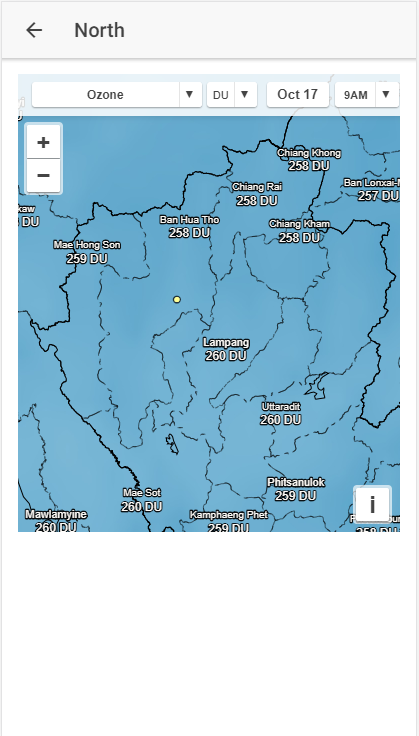 North
Ozone
DU
Oct 17
9AM
+
−
Chiang Khong
258 DU
Chiang Rai
258 DU
Ban Lonxai-
257 DU
kaw
DU
Ban Hua Tho
258 DU
Chiang Kham
258 DU
Mae Hong Son
259 DU
Lampang
260 DU
Uttaradit
260 DU
Phitsanulok
259 DU
Mae Sot
260 DU
i
Mawlamyine
260 DU
Kamphaeng Phet
259 DU
258 DU